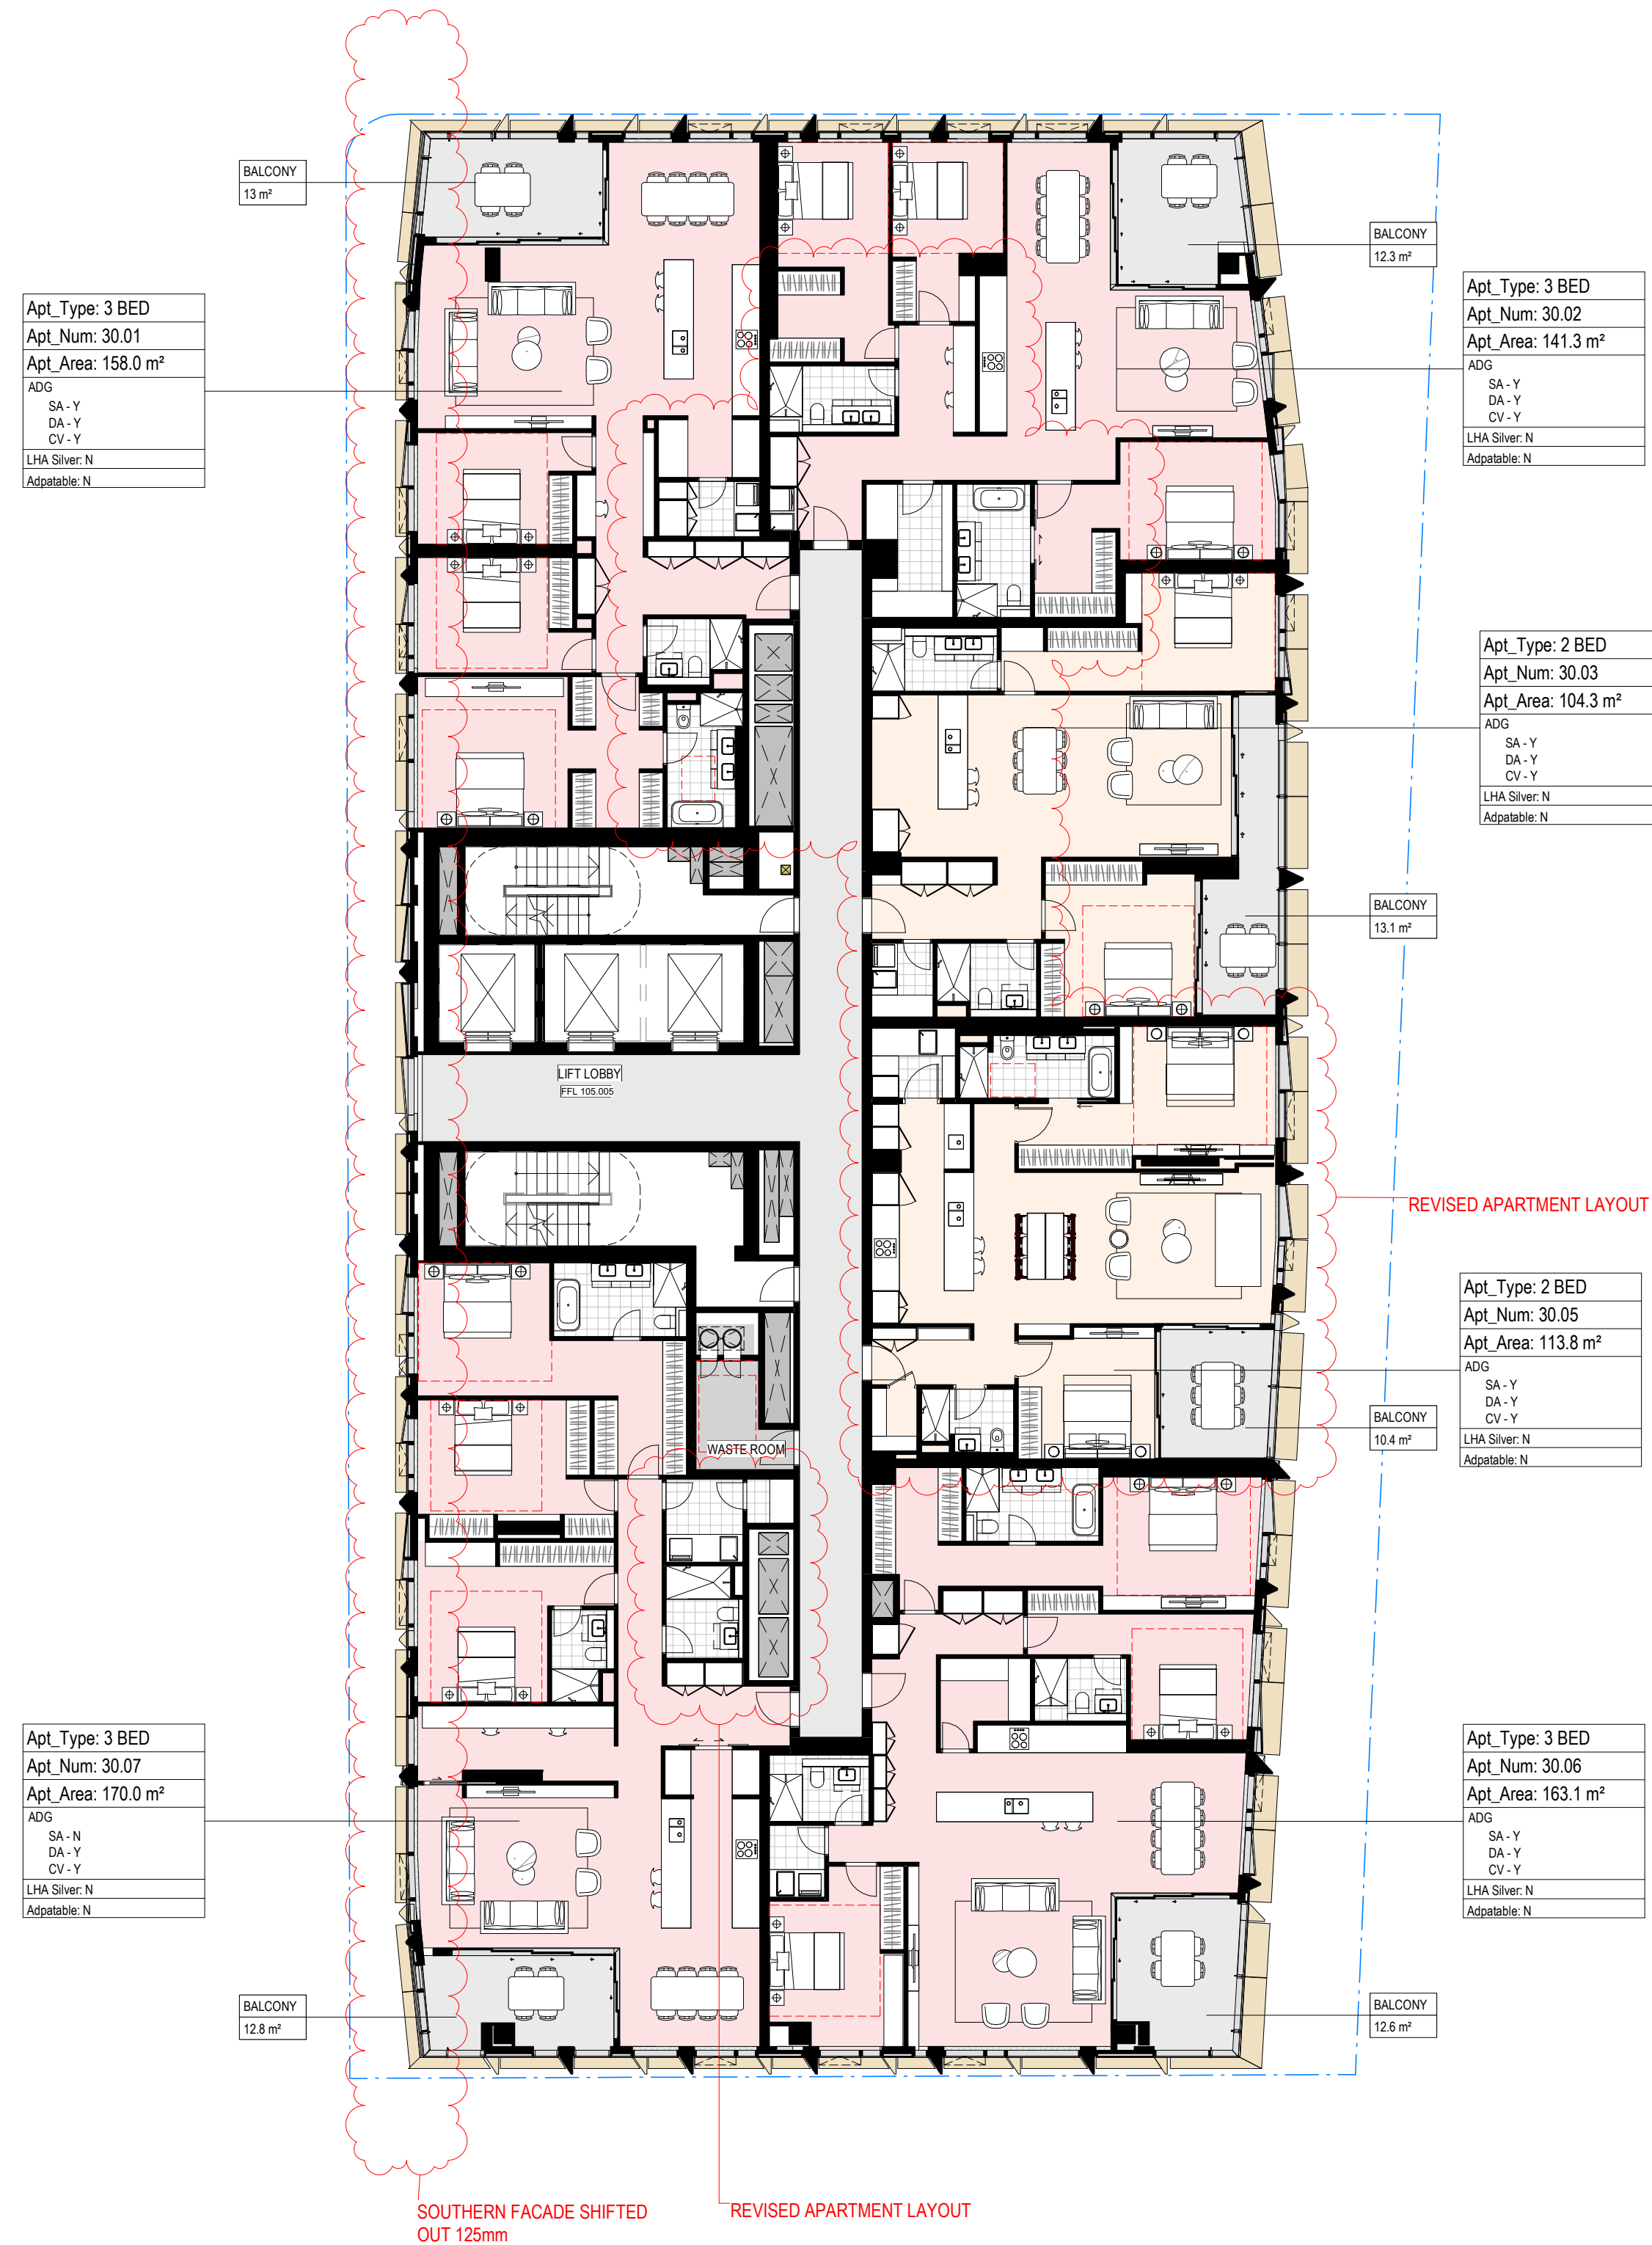 BALCONY
13 m²
BALCONY
12.3 m²
Apt_Type: 3 BED
Apt_Num: 30.01
Apt_Area: 158.0 m²
ADG
SA - Y
DA - Y
CV - Y
LHA Silver: N
Adpatable: N
Apt_Type: 3 BED
Apt_Num: 30.02
Apt_Area: 141.3 m²
ADG
SA - Y
DA - Y
CV - Y
LHA Silver: N
Adpatable: N
Apt_Type: 2 BED
Apt_Num: 30.03
Apt_Area: 104.3 m²
ADG
SA - Y
DA - Y
CV - Y
LHA Silver: N
Adpatable: N
BALCONY
13.1 m²
LIFT LOBBY
FFL 105.005
REVISED APARTMENT LAYOUT
Apt_Type: 2 BED
Apt_Num: 30.05
Apt_Area: 113.8 m²
ADG
SA - Y
DA - Y
CV - Y
LHA Silver: N
Adpatable: N
BALCONY
10.4 m²
WASTE ROOM
Apt_Type: 3 BED
Apt_Num: 30.07
Apt_Area: 170.0 m²
ADG
SA - N
DA - Y
CV - Y
LHA Silver: N
Adpatable: N
Apt_Type: 3 BED
Apt_Num: 30.06
Apt_Area: 163.1 m²
ADG
SA - Y
DA - Y
CV - Y
LHA Silver: N
Adpatable: N
BALCONY
12.8 m²
BALCONY
12.6 m²
SOUTHERN FACADE SHIFTED
OUT 125mm
REVISED APARTMENT LAYOUT